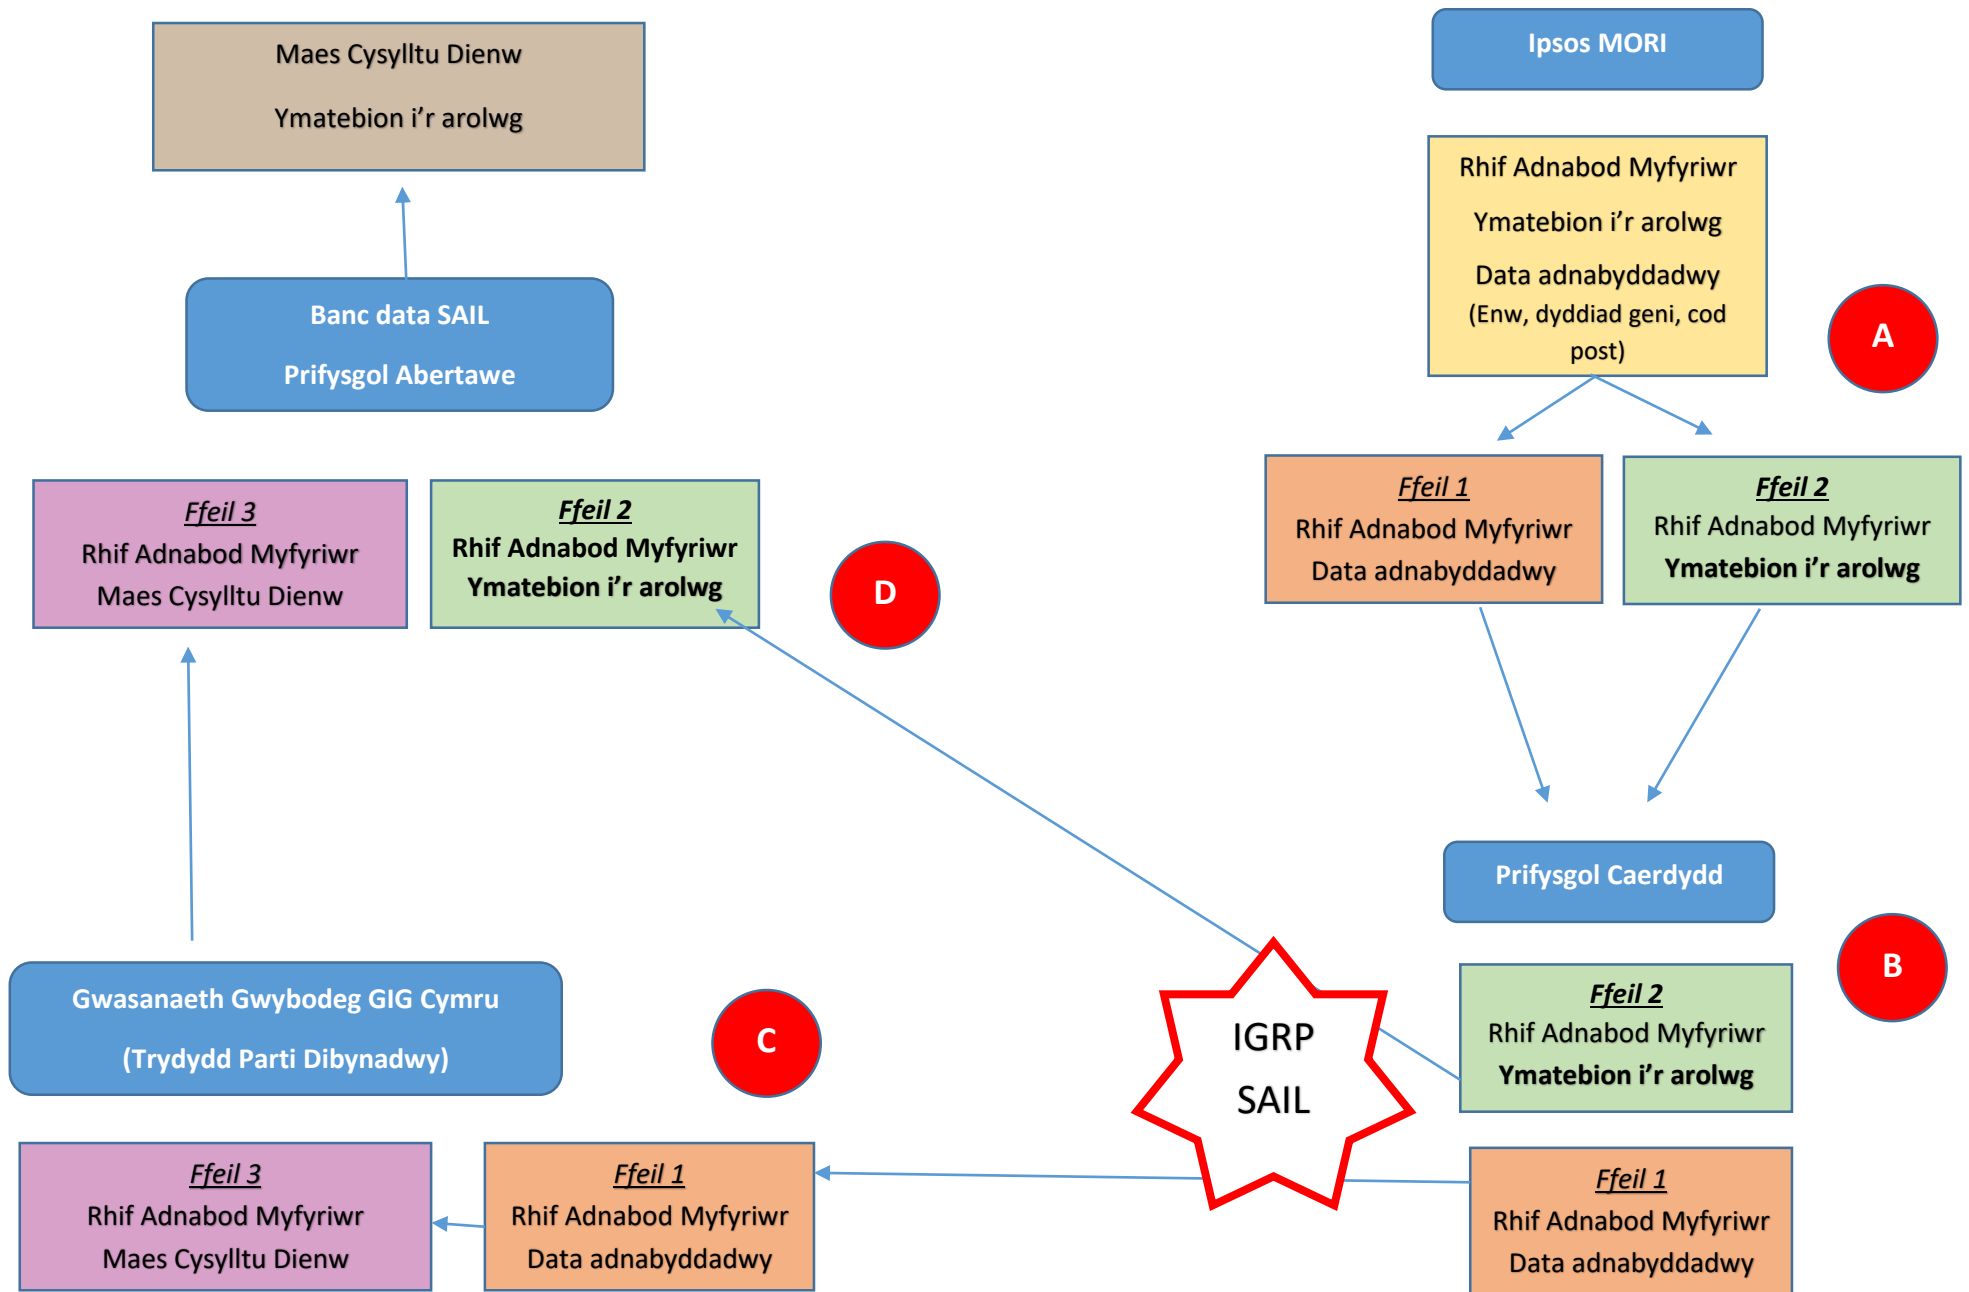 Maes Cysylltu Dienw
Ymatebion i’r arolwg
Ipsos MORI
Rhif Adnabod Myfyriwr
Ymatebion i’r arolwg
Data adnabyddadwy
(Enw, dyddiad geni, cod
post)
A
Banc data SAIL
Prifysgol Abertawe
Ffeil 1
Rhif Adnabod Myfyriwr
Data adnabyddadwy
Ffeil 2
Rhif Adnabod Myfyriwr
Ymatebion i’r arolwg
Ffeil 3
Rhif Adnabod Myfyriwr
Maes Cysylltu Dienw
Ffeil 2
Rhif Adnabod Myfyriwr
Ymatebion i’r arolwg
D
Prifysgol Caerdydd
B
Ffeil 2
Rhif Adnabod Myfyriwr
Ymatebion i’r arolwg
IGRP
SAIL
Gwasanaeth Gwybodeg GIG Cymru
(Trydydd Parti Dibynadwy)
C
Ffeil 3
Rhif Adnabod Myfyriwr
Maes Cysylltu Dienw
Ffeil 1
Rhif Adnabod Myfyriwr
Data adnabyddadwy
Ffeil 1
Rhif Adnabod Myfyriwr
Data adnabyddadwy